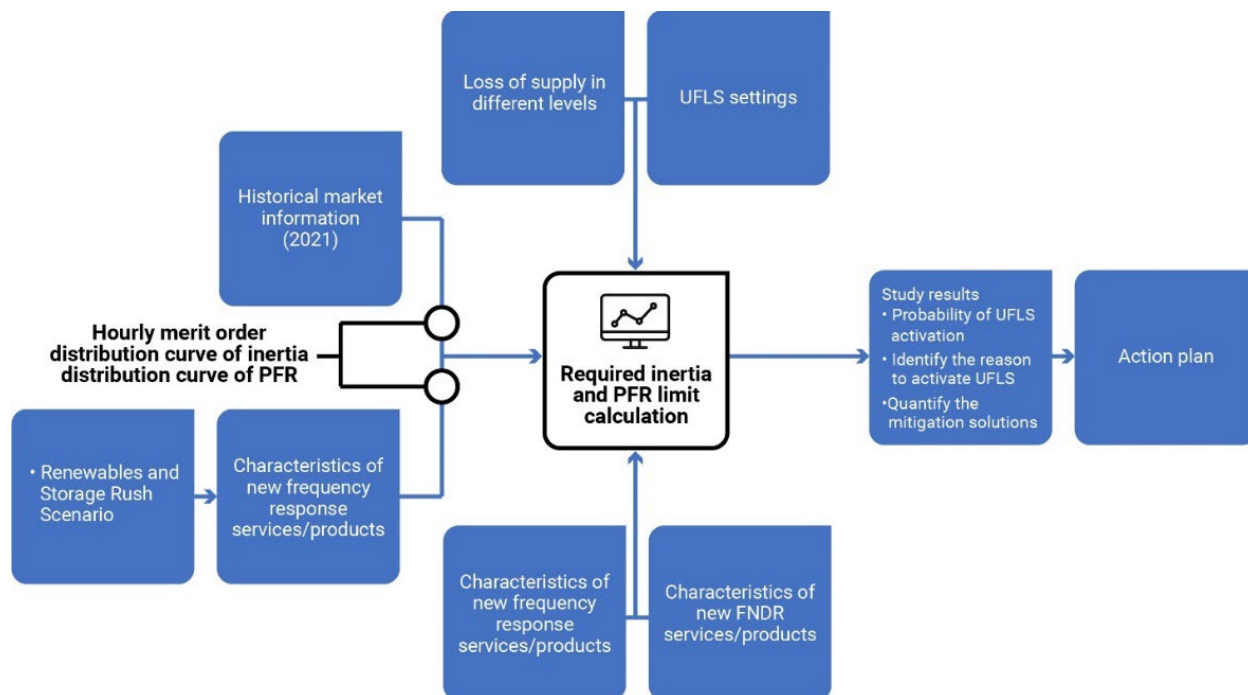 Loss of supply in
different levels
UFLS settings
Historical market
information
(2021)
Hourly merit order
distribution curve of inertia
distribution curve of PFR
Required inertia
and PFR limit
calculation
Study results
• Probability of UFLS
activation
• Identify the reason
to activate UFLS
•Quantify the
mitigation solutions
Action plan
• Renewables and
Storage Rush
Scenario
Characteristics of
new frequency
response
services/products
Characteristics of
new frequency
response
services/products
Characteristics of
new FNDR
services/products